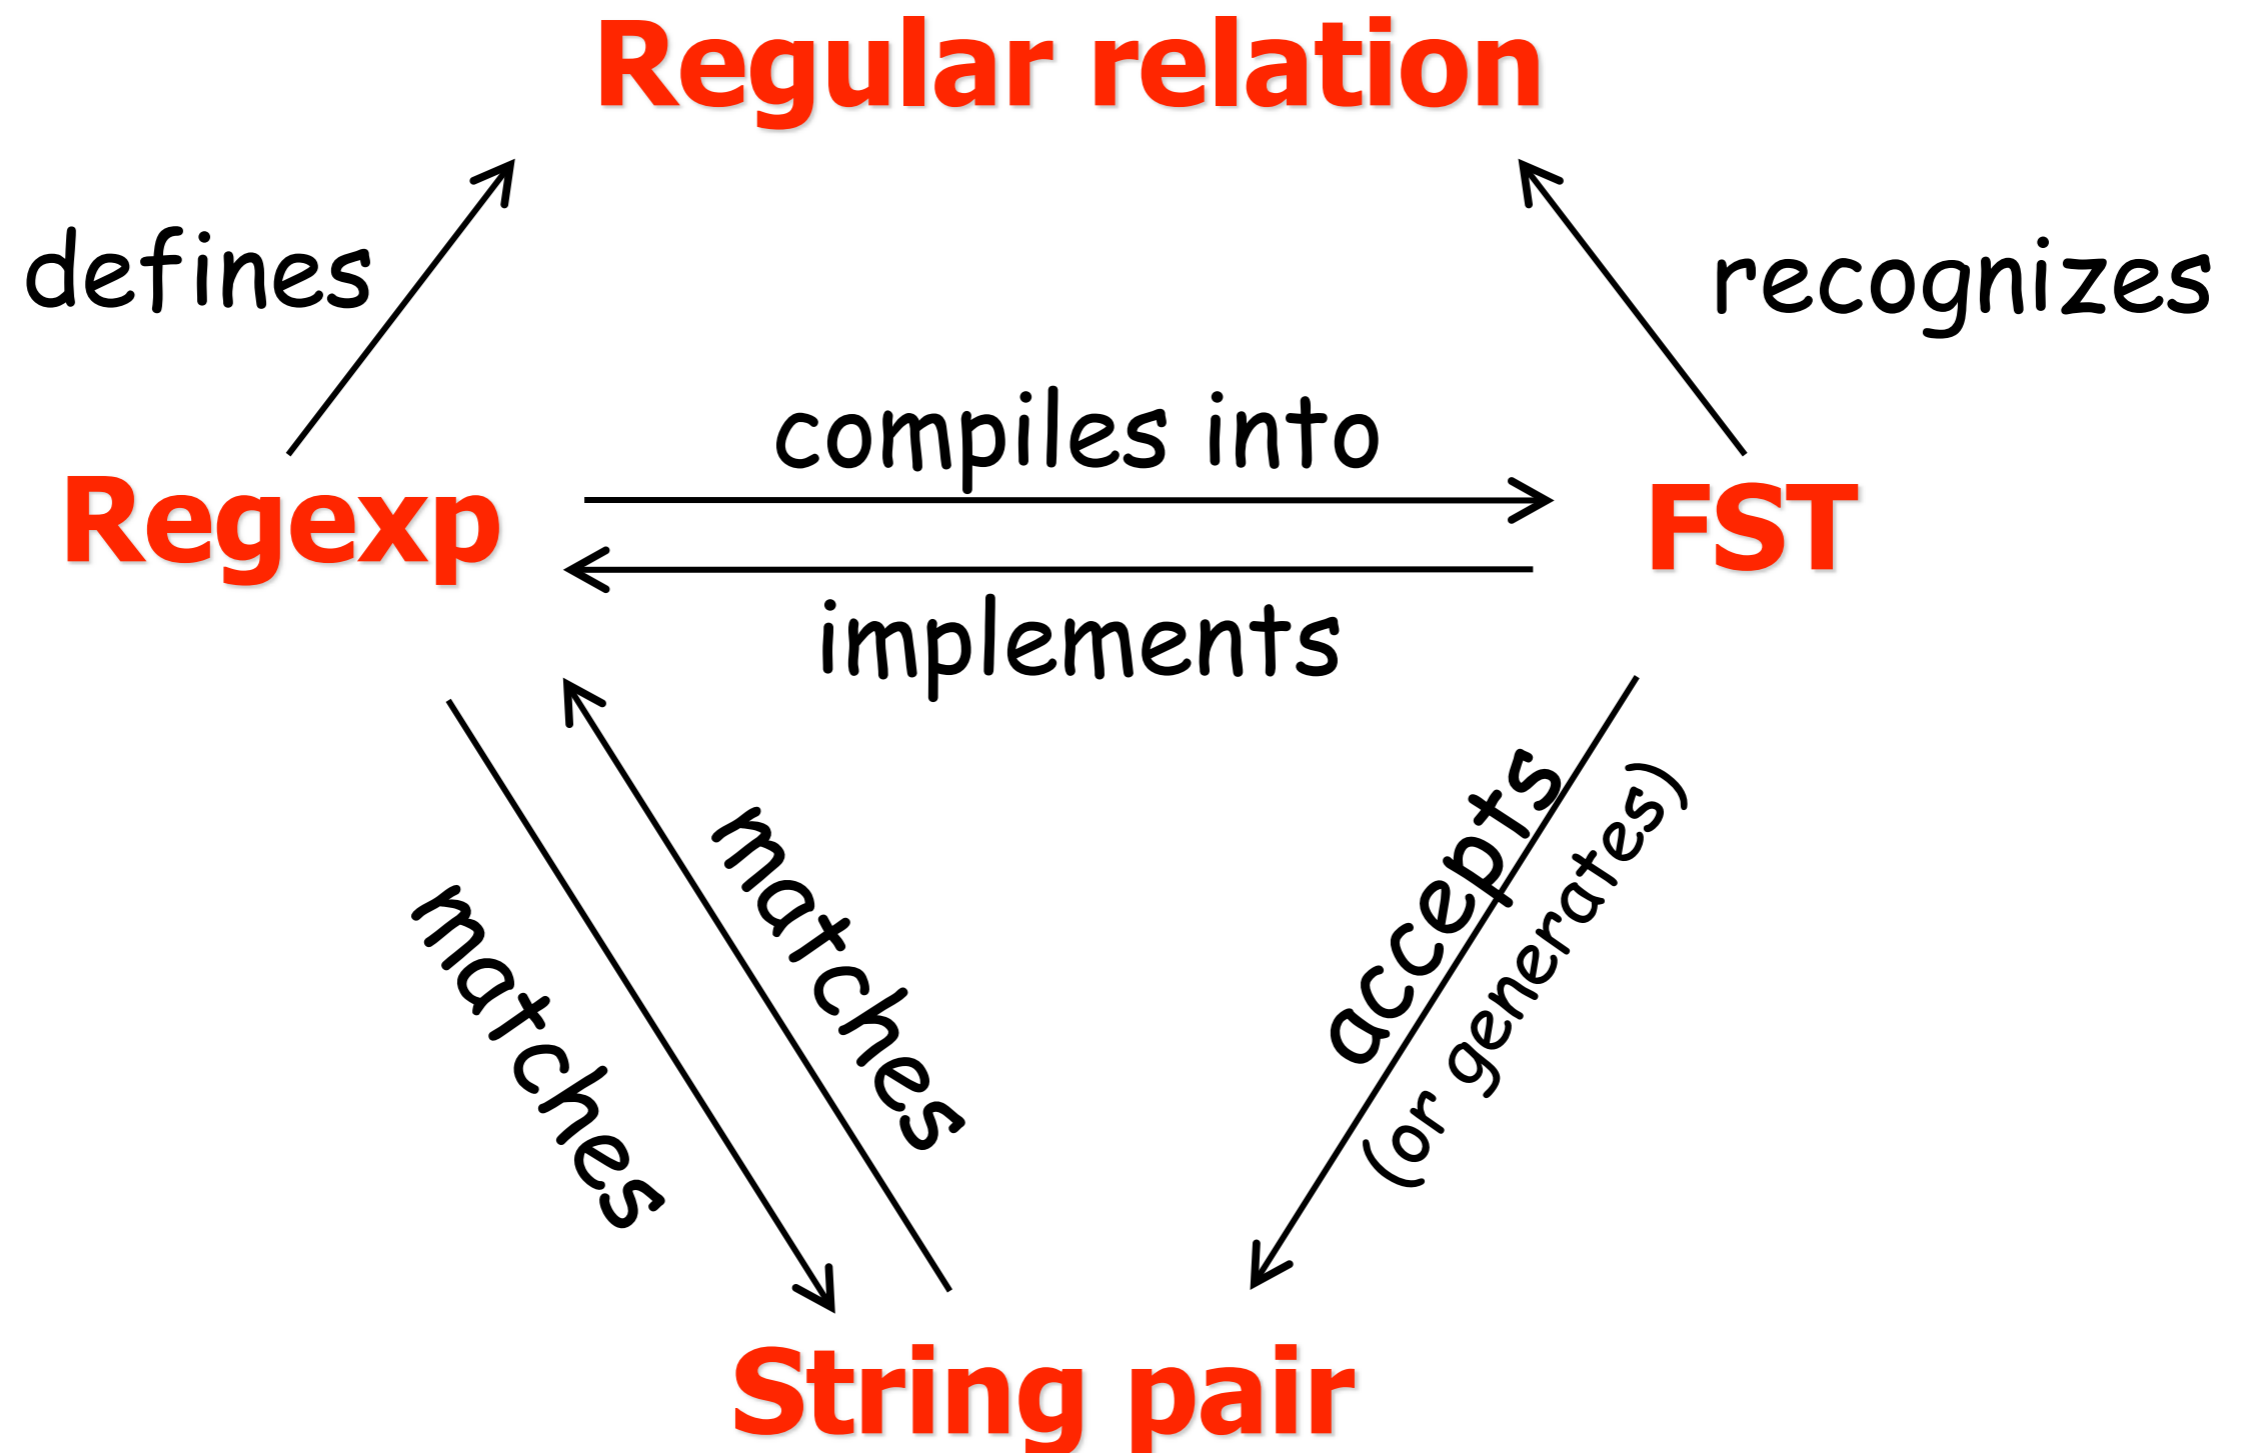 Regular relation
defines
recognizes
compiles into
Regexp
FST
implements
matches
matches
accepts
(or generates)
String pair